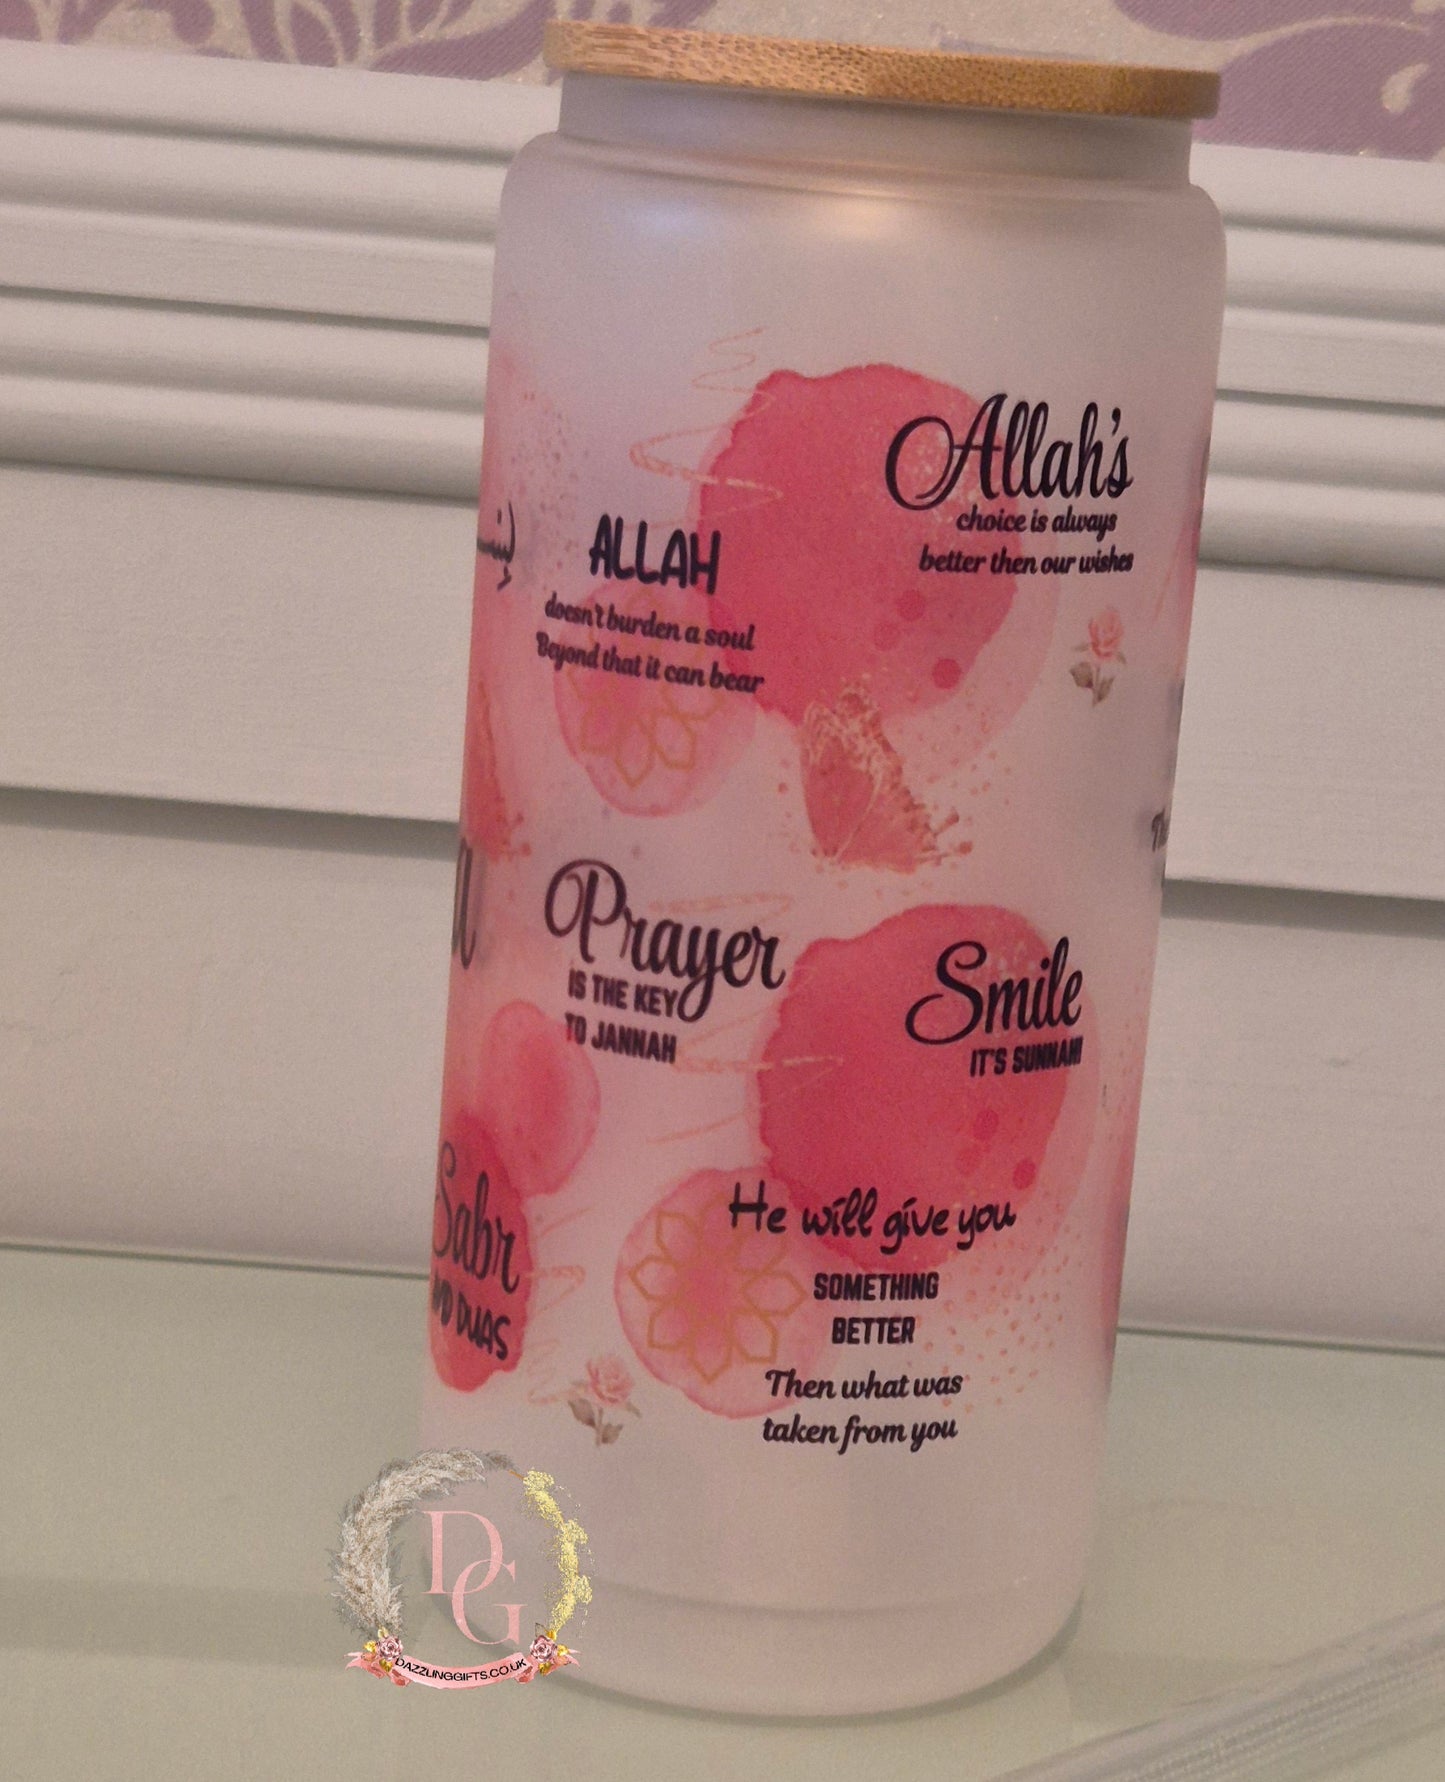 Allah's
choice is always
better then our wishes
ALLAH
doesn't burden a soul
Beyond that it can bear
Prayer
IS THE KEY
TO JANNAH
Smile
IT'S SUNNAH!
Sabr
DUAS
He will give you
SOMETHING
BETTER
Then what was
taken from you
DG
DAZZLINGGIFTS.CO.UK